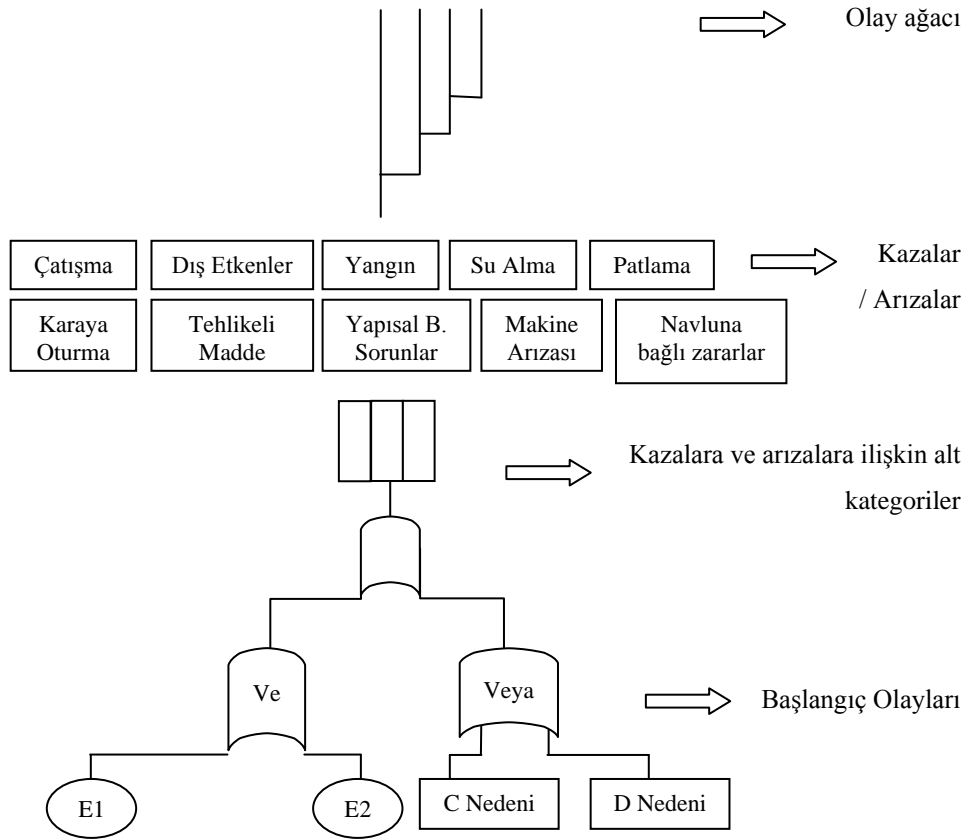 Olay ağacı
Çatışma
Dış Etkenler
Yangın
Su Alma
Patlama
Kazalar
/ Arızalar
Karaya
Oturma
Tehlikeli
Madde
Yapısal B.
Sorunlar
Makine
Arızası
Navluna
bağlı zararlar
Kazalara ve arızalara ilişkin alt
kategoriler
Ve
Veya
Başlangıç Olayları
E1
E2
C Nedeni
D Nedeni